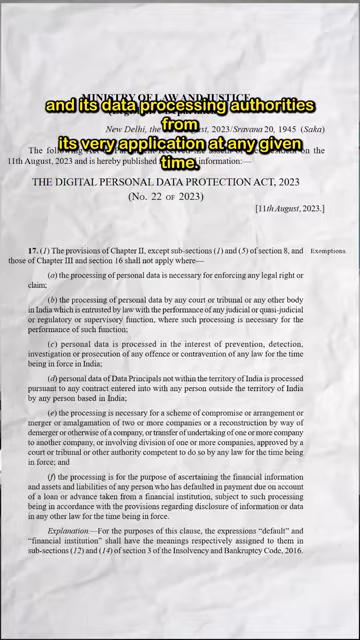 MINISTRY OF LAW AND JUSTICE
and its data processing authorities
from
New Delhi, the 2023/Sravana 20, 1945 (Saka)
its very application at any given
time.
The the
11th August, 2023 and is hereby published information:—
THE DIGITAL PERSONAL DATA PROTECTION ACT, 2023
(No. 22 OF 2023)
[11th August, 2023.]
17. (1) The provisions of Chapter II, except sub-sections (1) and (5) of section 8, and Exemptions.
those of Chapter III and section 16 shall not apply where—
(a) the processing of personal data is necessary for enforcing any legal right or
claim;
(b) the processing of personal data by any court or tribunal or any other body
in India which is entrusted by law with the performance of any judicial or quasi-judicial
or regulatory or supervisory function, where such processing is necessary for the
performance of such function;
(c) personal data is processed in the interest of prevention, detection,
investigation or prosecution of any offence or contravention of any law for the time
being in force in India;
(d) personal data of Data Principals not within the territory of India is processed
pursuant to any contract entered into with any person outside the territory of India
by any person based in India;
(e) the processing is necessary for a scheme of compromise or arrangement or
merger or amalgamation of two or more companies or a reconstruction by way of
demerger or otherwise of a company, or transfer of undertaking of one or more company
to another company, or involving division of one or more companies, approved by a
court or tribunal or other authority competent to do so by any law for the time being
in force; and
(f) the processing is for the purpose of ascertaining the financial information
and assets and liabilities of any person who has defaulted in payment due on account
of a loan or advance taken from a financial institution, subject to such processing
being in accordance with the provisions regarding disclosure of information or data
in any other law for the time being in force.
Explanation.—For the purposes of this clause, the expressions “default” and
“financial institution” shall have the meanings respectively assigned to them in
sub-sections (12) and (14) of section 3 of the Insolvency and Bankruptcy Code, 2016.